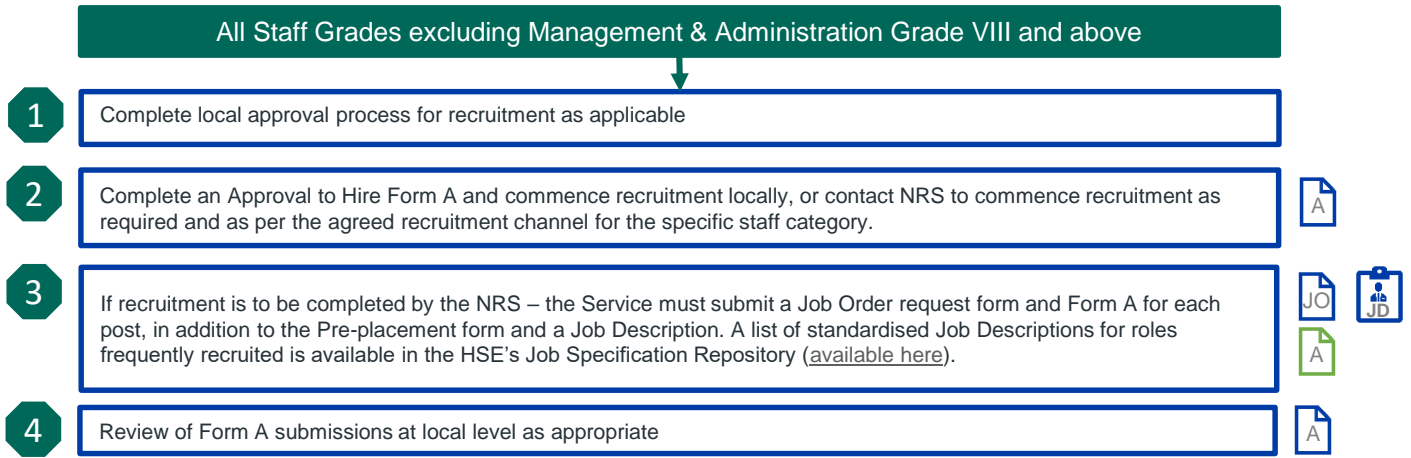 All Staff Grades excluding Management & Administration Grade VIII and above
1
Complete local approval process for recruitment as applicable
2
Complete an Approval to Hire Form A and commence recruitment locally, or contact NRS to commence recruitment as
required and as per the agreed recruitment channel for the specific staff category.
A
3
If recruitment is to be completed by the NRS – the Service must submit a Job Order request form and Form A for each
post, in addition to the Pre-placement form and a Job Description. A list of standardised Job Descriptions for roles
frequently recruited is available in the HSE's Job Specification Repository (available here).
JO
JD
A
4
Review of Form A submissions at local level as appropriate
A